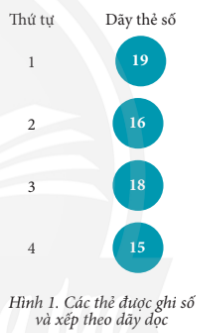 Thứ tự Dãy thẻ số
1 19
2 16
3 18
4 15
Hình 1. Các thẻ được ghi số
và xếp theo dãy dọc